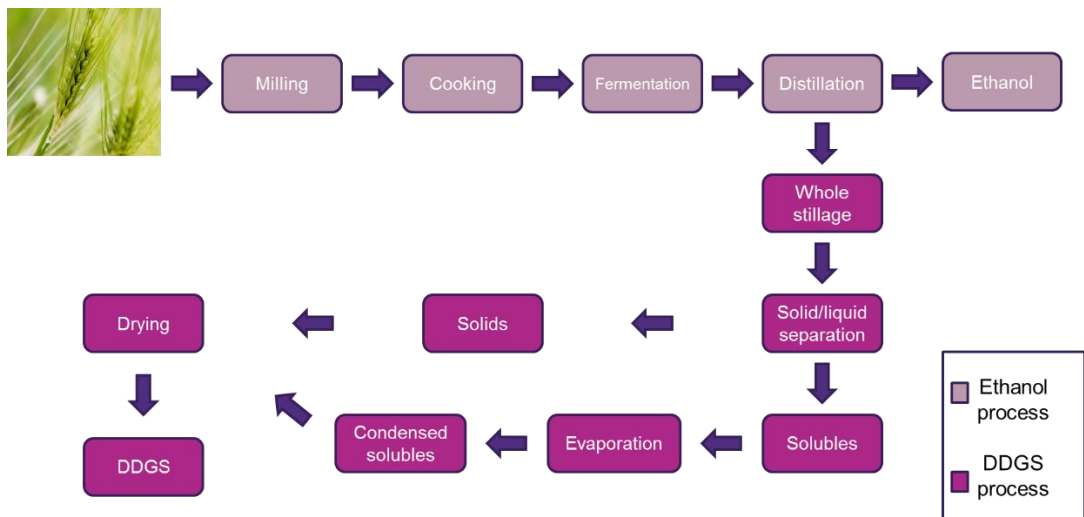 Milling
Cooking
Fermentation
Distillation
Ethanol
Whole
stillage
Drying
Solids
Solid/liquid
separation
DDGS
Condensed
solubles
Evaporation
Solubles
Ethanol
process
DDGS
process